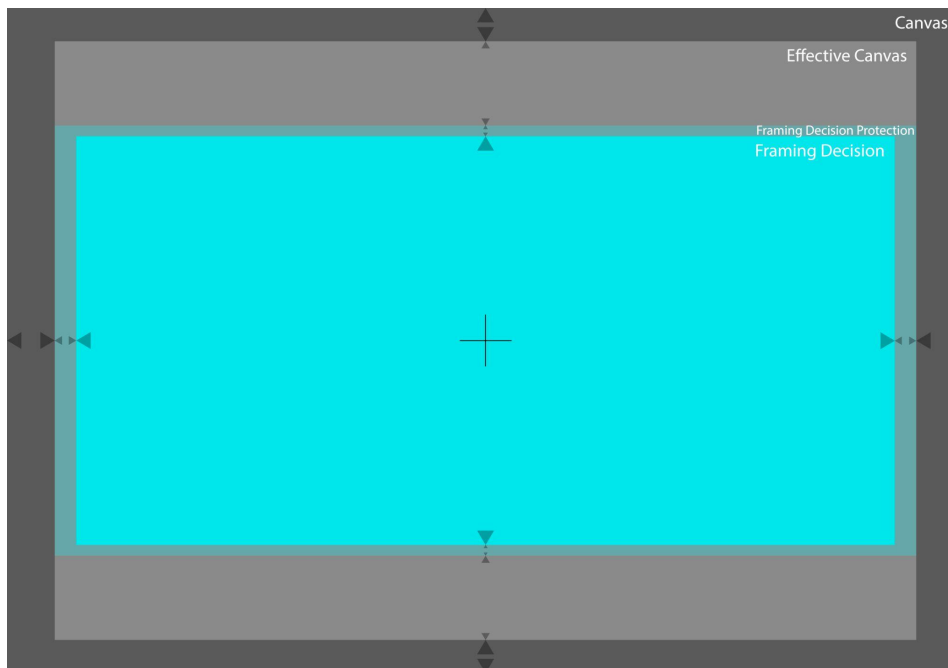 Canvas
Effective Canvas
Framing Decision Protection
Framing Decision